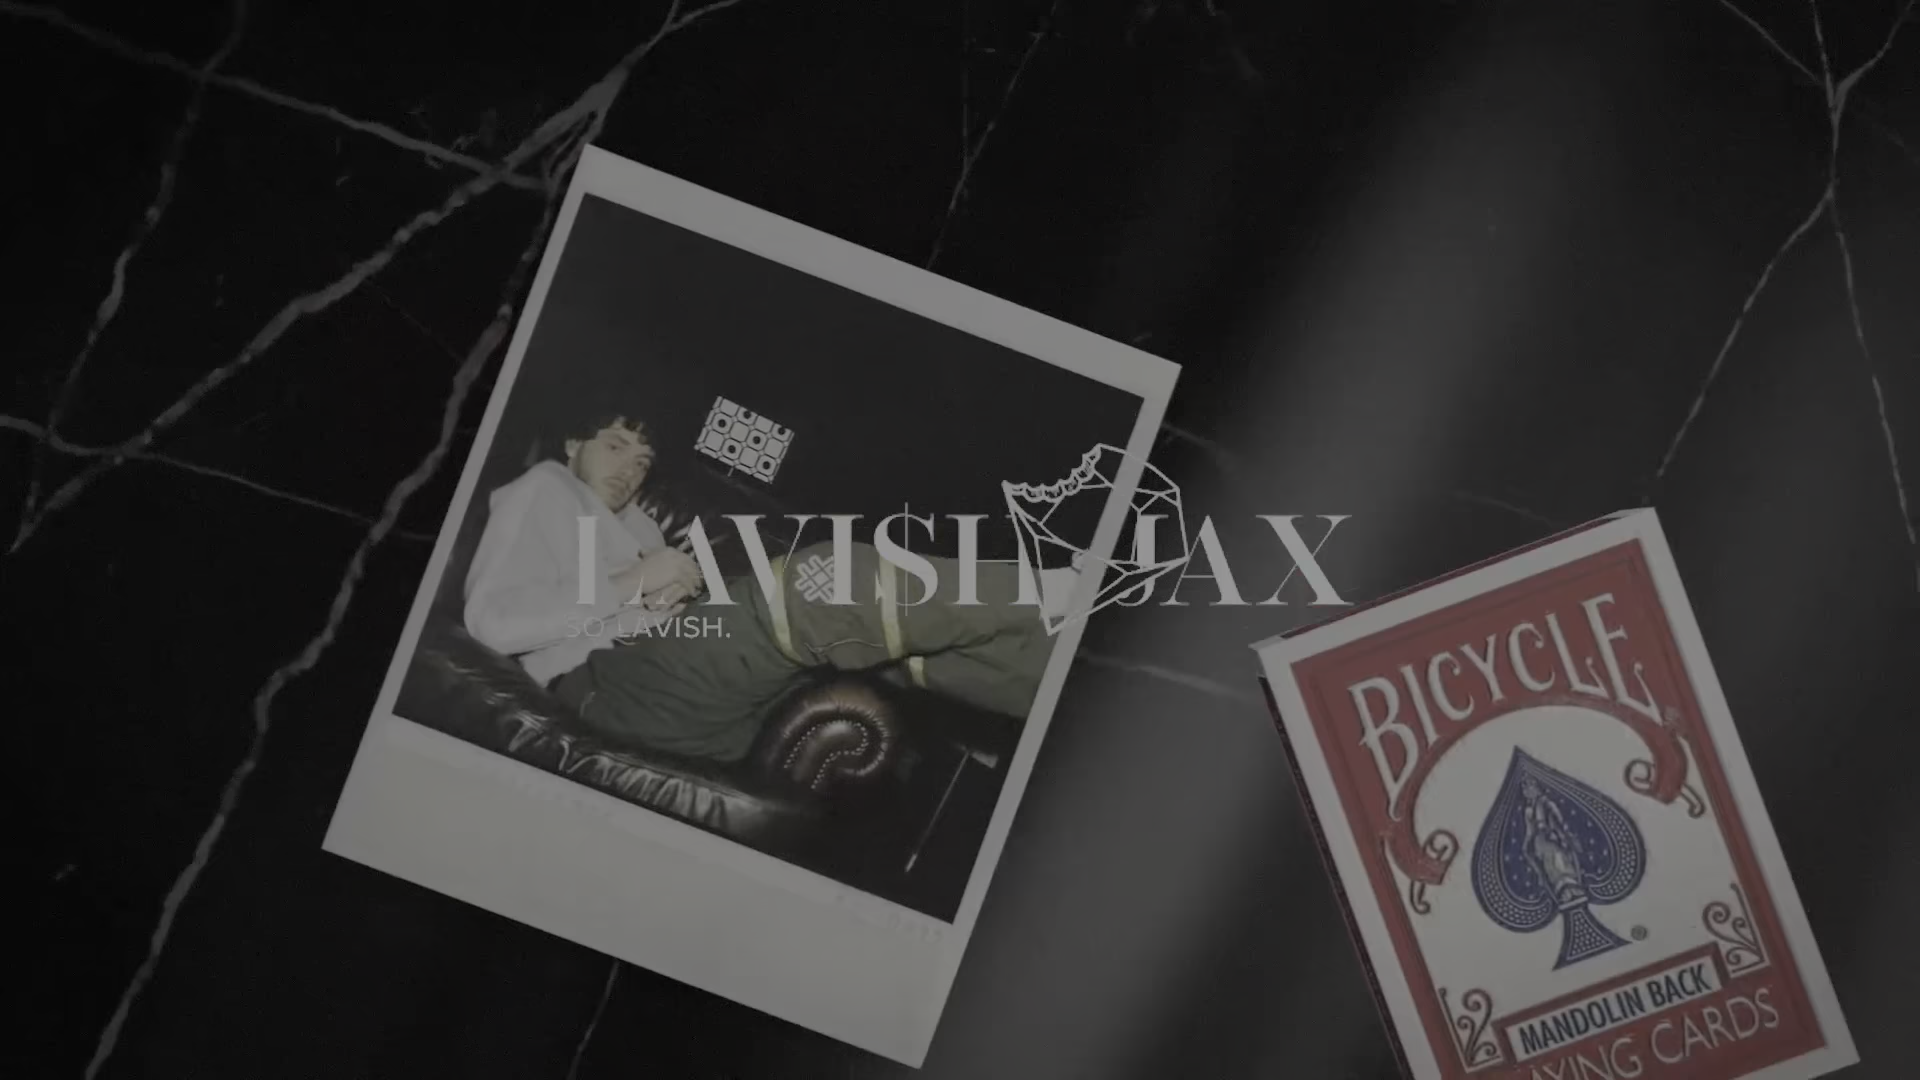 LAVI$H JAX
SO LAVISH.
BICYCLE
®
MANDOLIN BACK
PLAYING CARDS